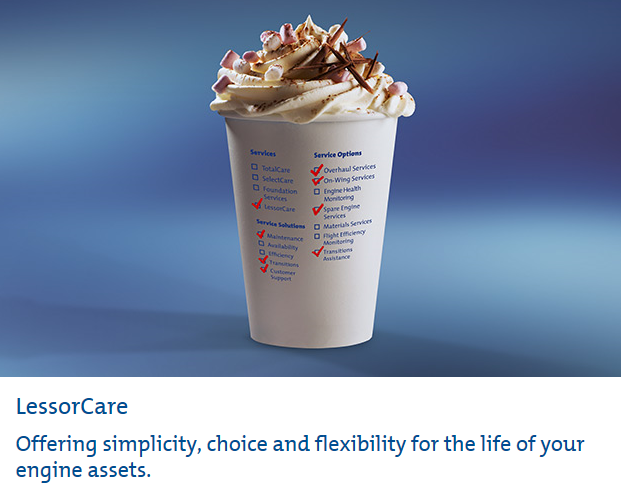 Services
TotalCare
SelectCare
Foundation
Services
LessorCare
Service Solutions
Maintenance
Availability
Efficiency
Transitions
Customer
Support
Service Options
Overhaul Services
On-Wing Services
Engine Health
Monitoring
Spare Engine
Services
Materials Services
Flight Efficiency
Monitoring
Transitions
Assistance
LessorCare
Offering simplicity, choice and flexibility for the life of your
engine assets.